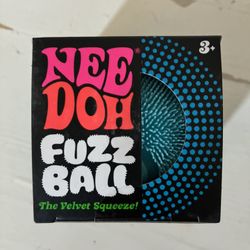 3+
NEE
DOH
FUZZ
BALL
The Velvet Squeeze!